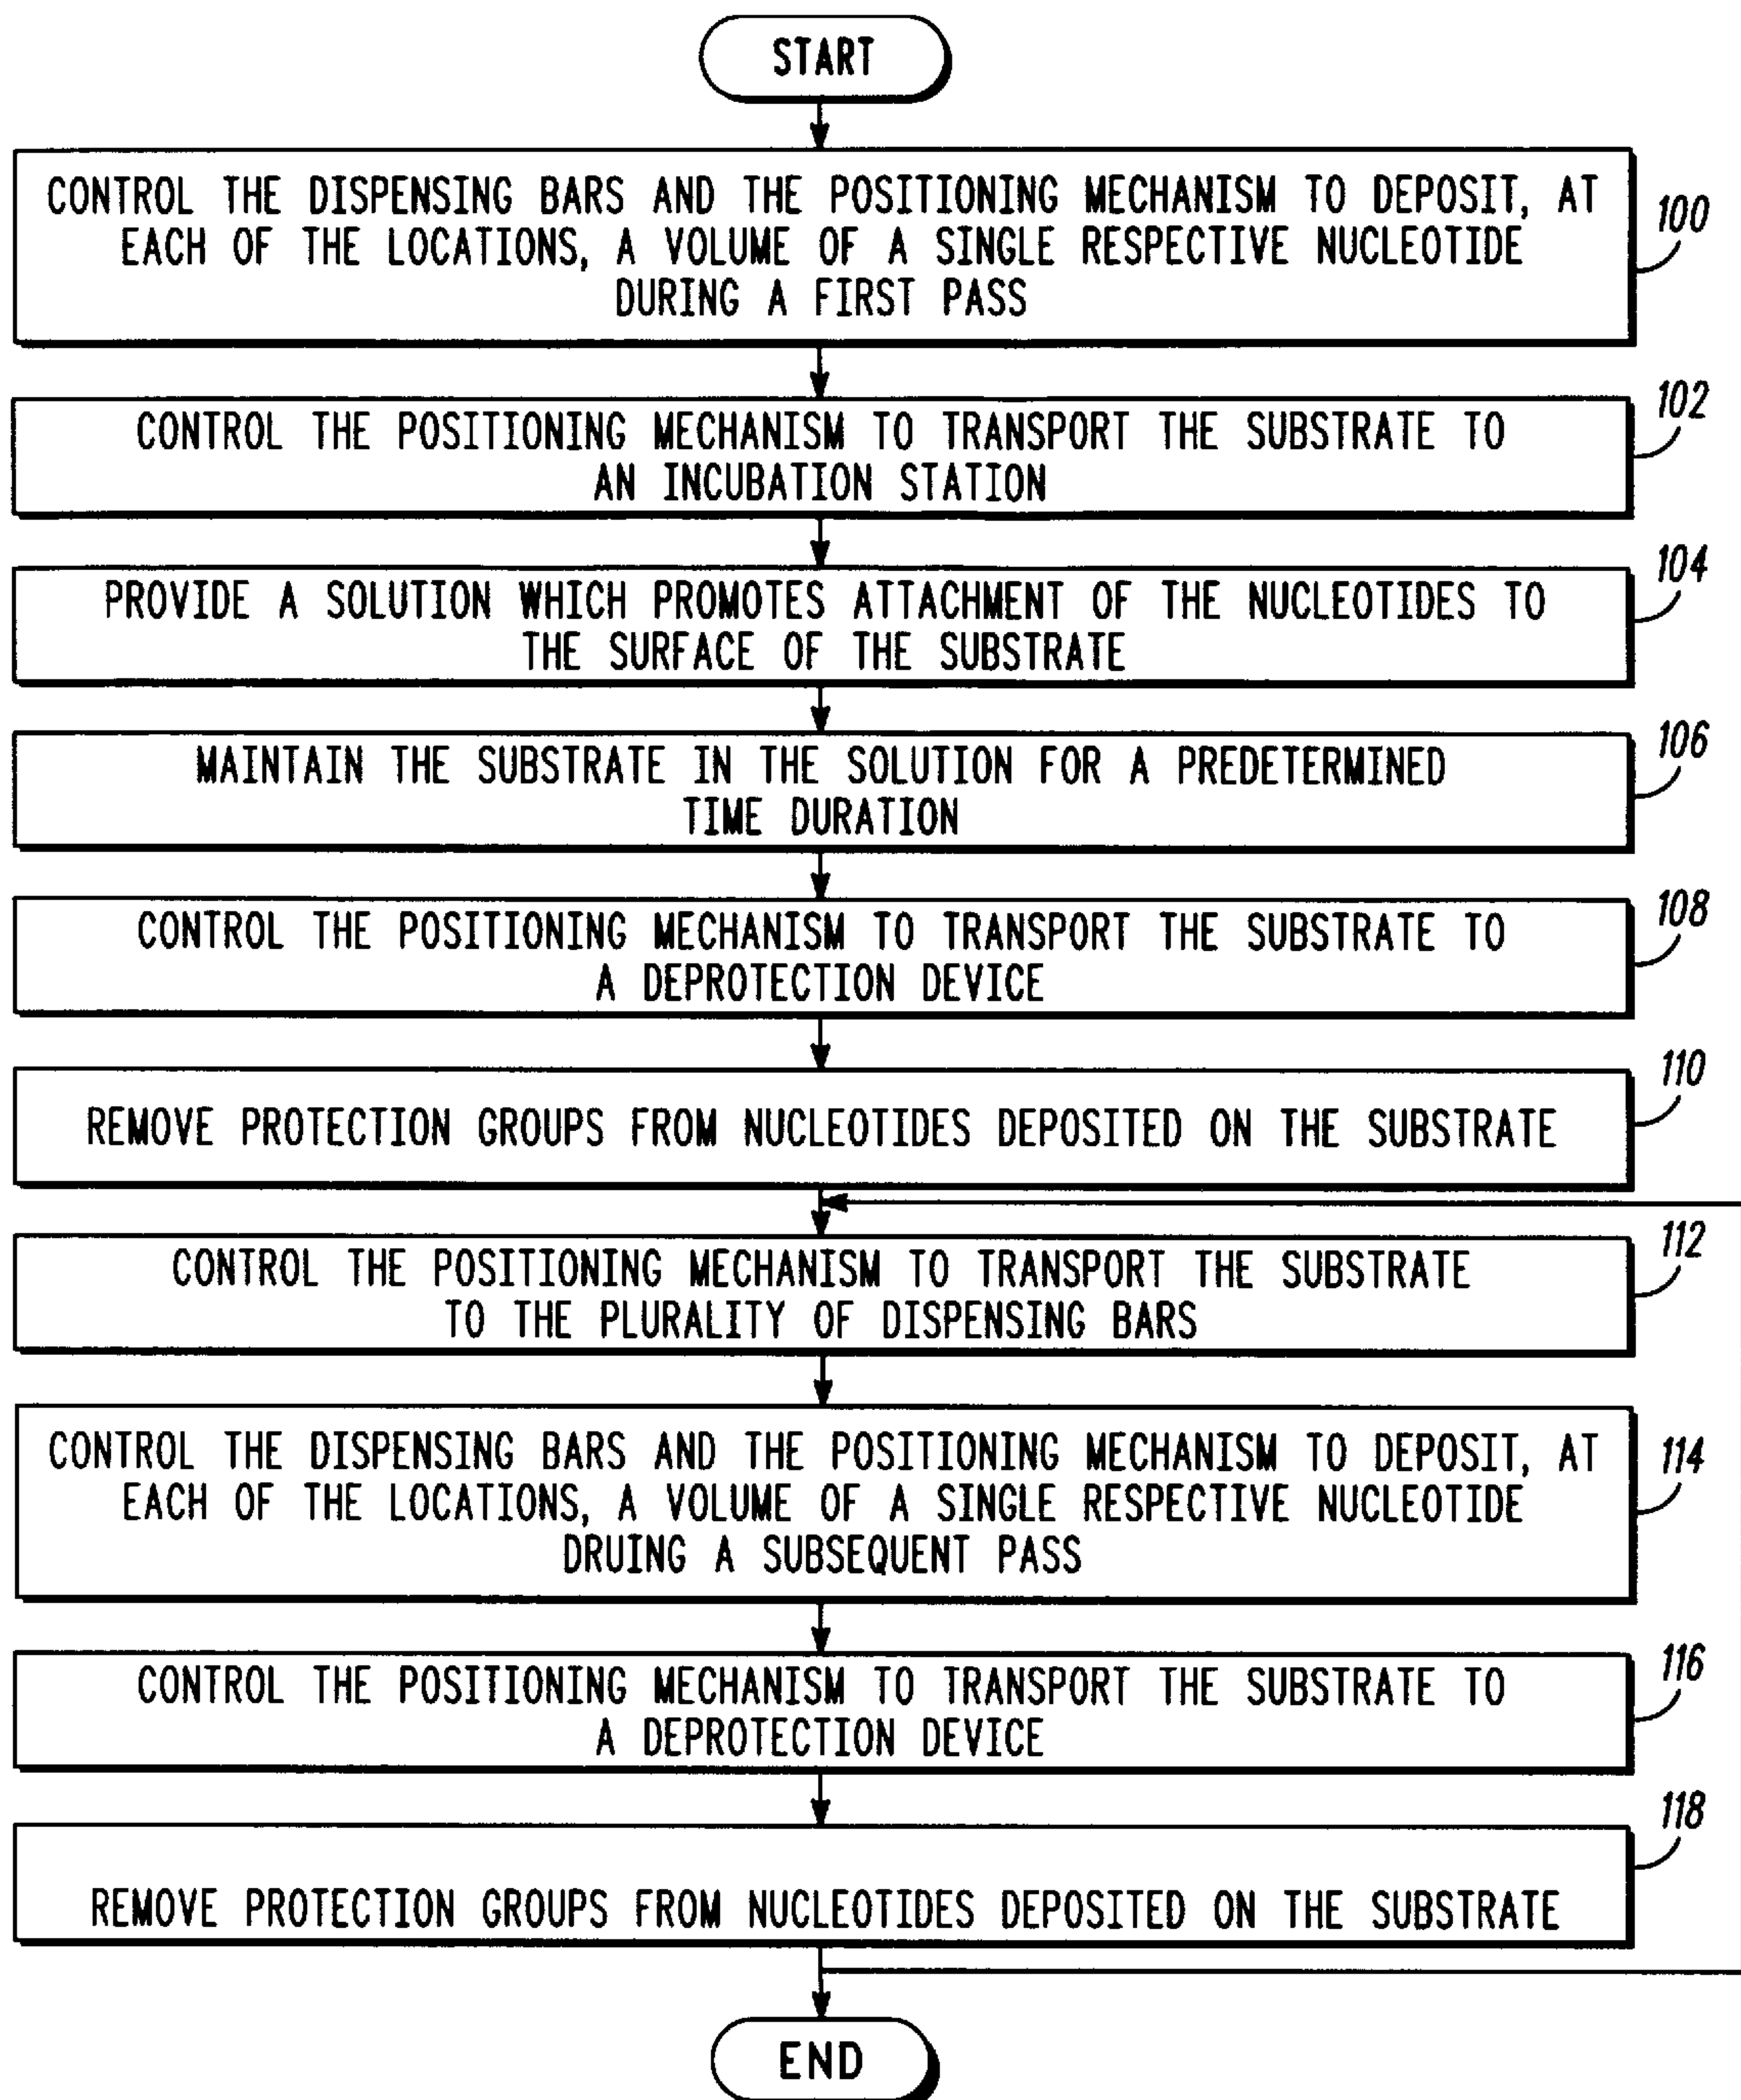 START
CONTROL THE DISPENSING BARS AND THE POSITIONING MECHANISM TO DEPOSIT, AT
EACH OF THE LOCATIONS, A VOLUME OF A SINGLE RESPECTIVE NUCLEOTIDE
DURING A FIRST PASS
100
CONTROL THE POSITIONING MECHANISM TO TRANSPORT THE SUBSTRATE TO
AN INCUBATION STATION
102
PROVIDE A SOLUTION WHICH PROMOTES ATTACHMENT OF THE NUCLEOTIDES TO
THE SURFACE OF THE SUBSTRATE
104
MAINTAIN THE SUBSTRATE IN THE SOLUTION FOR A PREDETERMINED
TIME DURATION
106
CONTROL THE POSITIONING MECHANISM TO TRANSPORT THE SUBSTRATE TO
A DEPROTECTION DEVICE
108
REMOVE PROTECTION GROUPS FROM NUCLEOTIDES DEPOSITED ON THE SUBSTRATE
110
CONTROL THE POSITIONING MECHANISM TO TRANSPORT THE SUBSTRATE
TO THE PLURALITY OF DISPENSING BARS
112
CONTROL THE DISPENSING BARS AND THE POSITIONING MECHANISM TO DEPOSIT, AT
EACH OF THE LOCATIONS, A VOLUME OF A SINGLE RESPECTIVE NUCLEOTIDE
DRUING A SUBSEQUENT PASS
114
CONTROL THE POSITIONING MECHANISM TO TRANSPORT THE SUBSTRATE TO
A DEPROTECTION DEVICE
116
REMOVE PROTECTION GROUPS FROM NUCLEOTIDES DEPOSITED ON THE SUBSTRATE
118
END